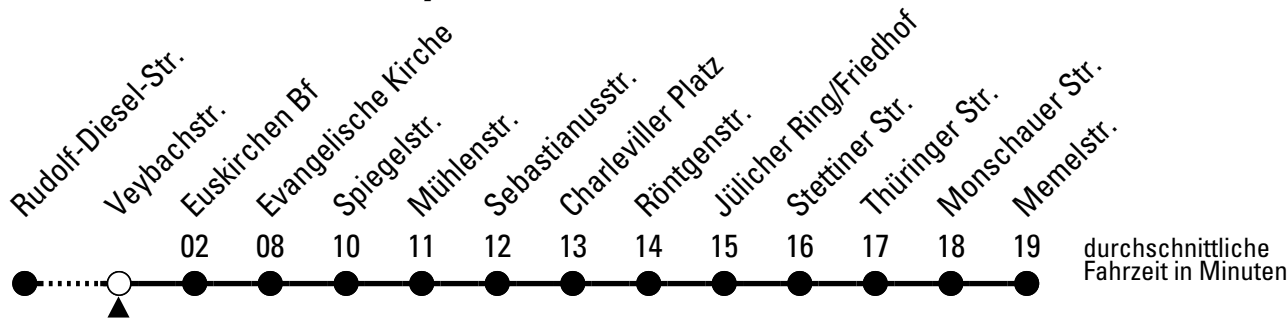 Rudolf-Diesel-Str.
Veybachstr.
Euskirchen Bf
Evangelische Kirche
Spiegelstr.
Mühlenstr.
Sebastianusstr.
Charleviller Platz
Röntgenstr.
Jülicher Ring/Friedhof
Stettiner Str.
Thüringer Str.
Monschauer Str.
Memelstr.
02 08 10 11 12 13 14 15 16 17 18 19
durchschnittliche
Fahrzeit in Minuten